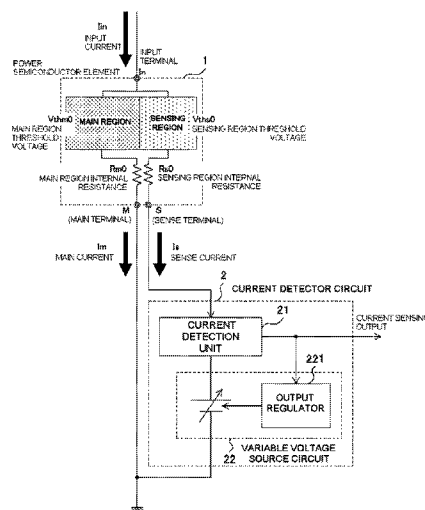 Iin
INPUT
CURRENT
INPUT
TERMINAL
POWER
SEMICONDUCTOR ELEMENT
In
1
Vthm0
MAIN REGION
THRESHOLD
VOLTAGE
MAIN REGION
SENSING
REGION
Vths0
SENSING REGION THRESHOLD
VOLTAGE
Rm0
MAIN REGION INTERNAL
RESISTANCE
Rs0
SENSING REGION INTERNAL
RESISTANCE
M
(MAIN TERMINAL)
S
(SENSE TERMINAL)
Im
MAIN CURRENT
Is
SENSE CURRENT
2
CURRENT DETECTOR CIRCUIT
21
CURRENT
DETECTION
UNIT
CURRENT SENSING
OUTPUT
221
OUTPUT
REGULATOR
22
VARIABLE VOLTAGE
SOURCE CIRCUIT